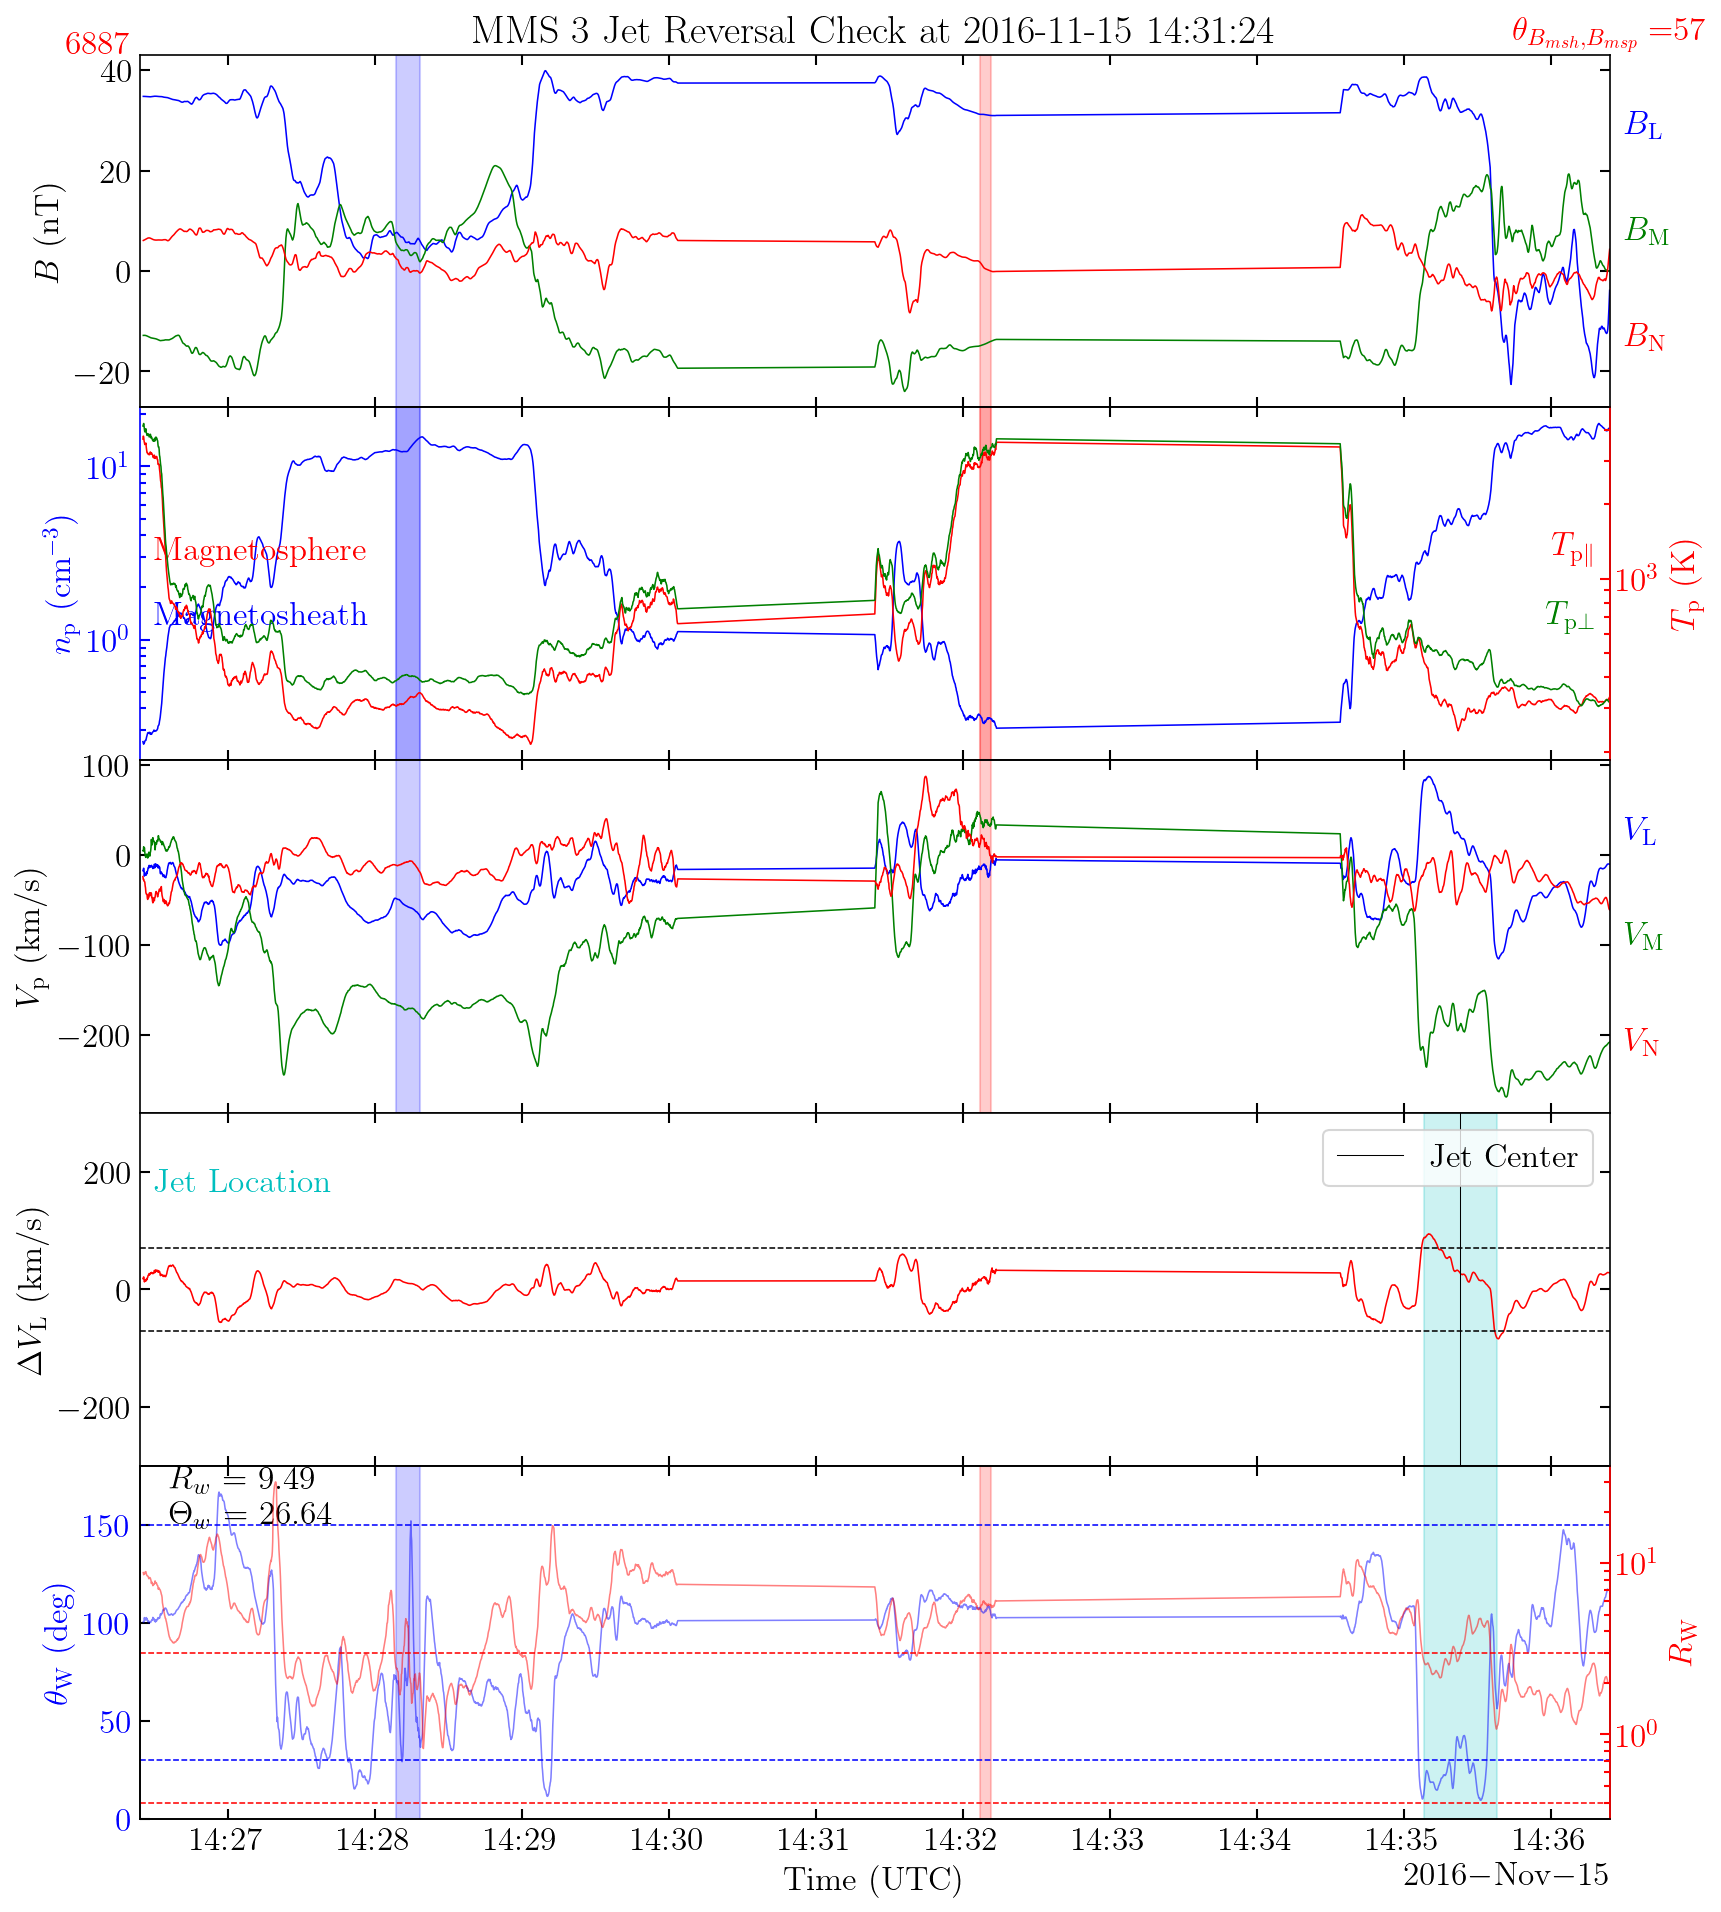 MMS 3 Jet Reversal Check at 2016-11-15 14:31:24
6887
θ_{B_{msh},B_{msp}} =57
40
20
0
−20
B (nT)
B_L
B_M
B_N
10^1
10^0
n_p (cm^{−3})
Magnetosphere
Magnetosheath
T_{p∥}
T_{p⊥}
10^3
T_p (K)
100
0
−100
−200
V_p (km/s)
V_L
V_M
V_N
200
0
−200
ΔV_L (km/s)
Jet Location
Jet Center
R_w = 9.49
Θ_w = 26.64
150
100
50
0
θ_W (deg)
10^1
10^0
R_W
14:27 14:28 14:29 14:30 14:31 14:32 14:33 14:34 14:35 14:36
Time (UTC)
2016−Nov−15